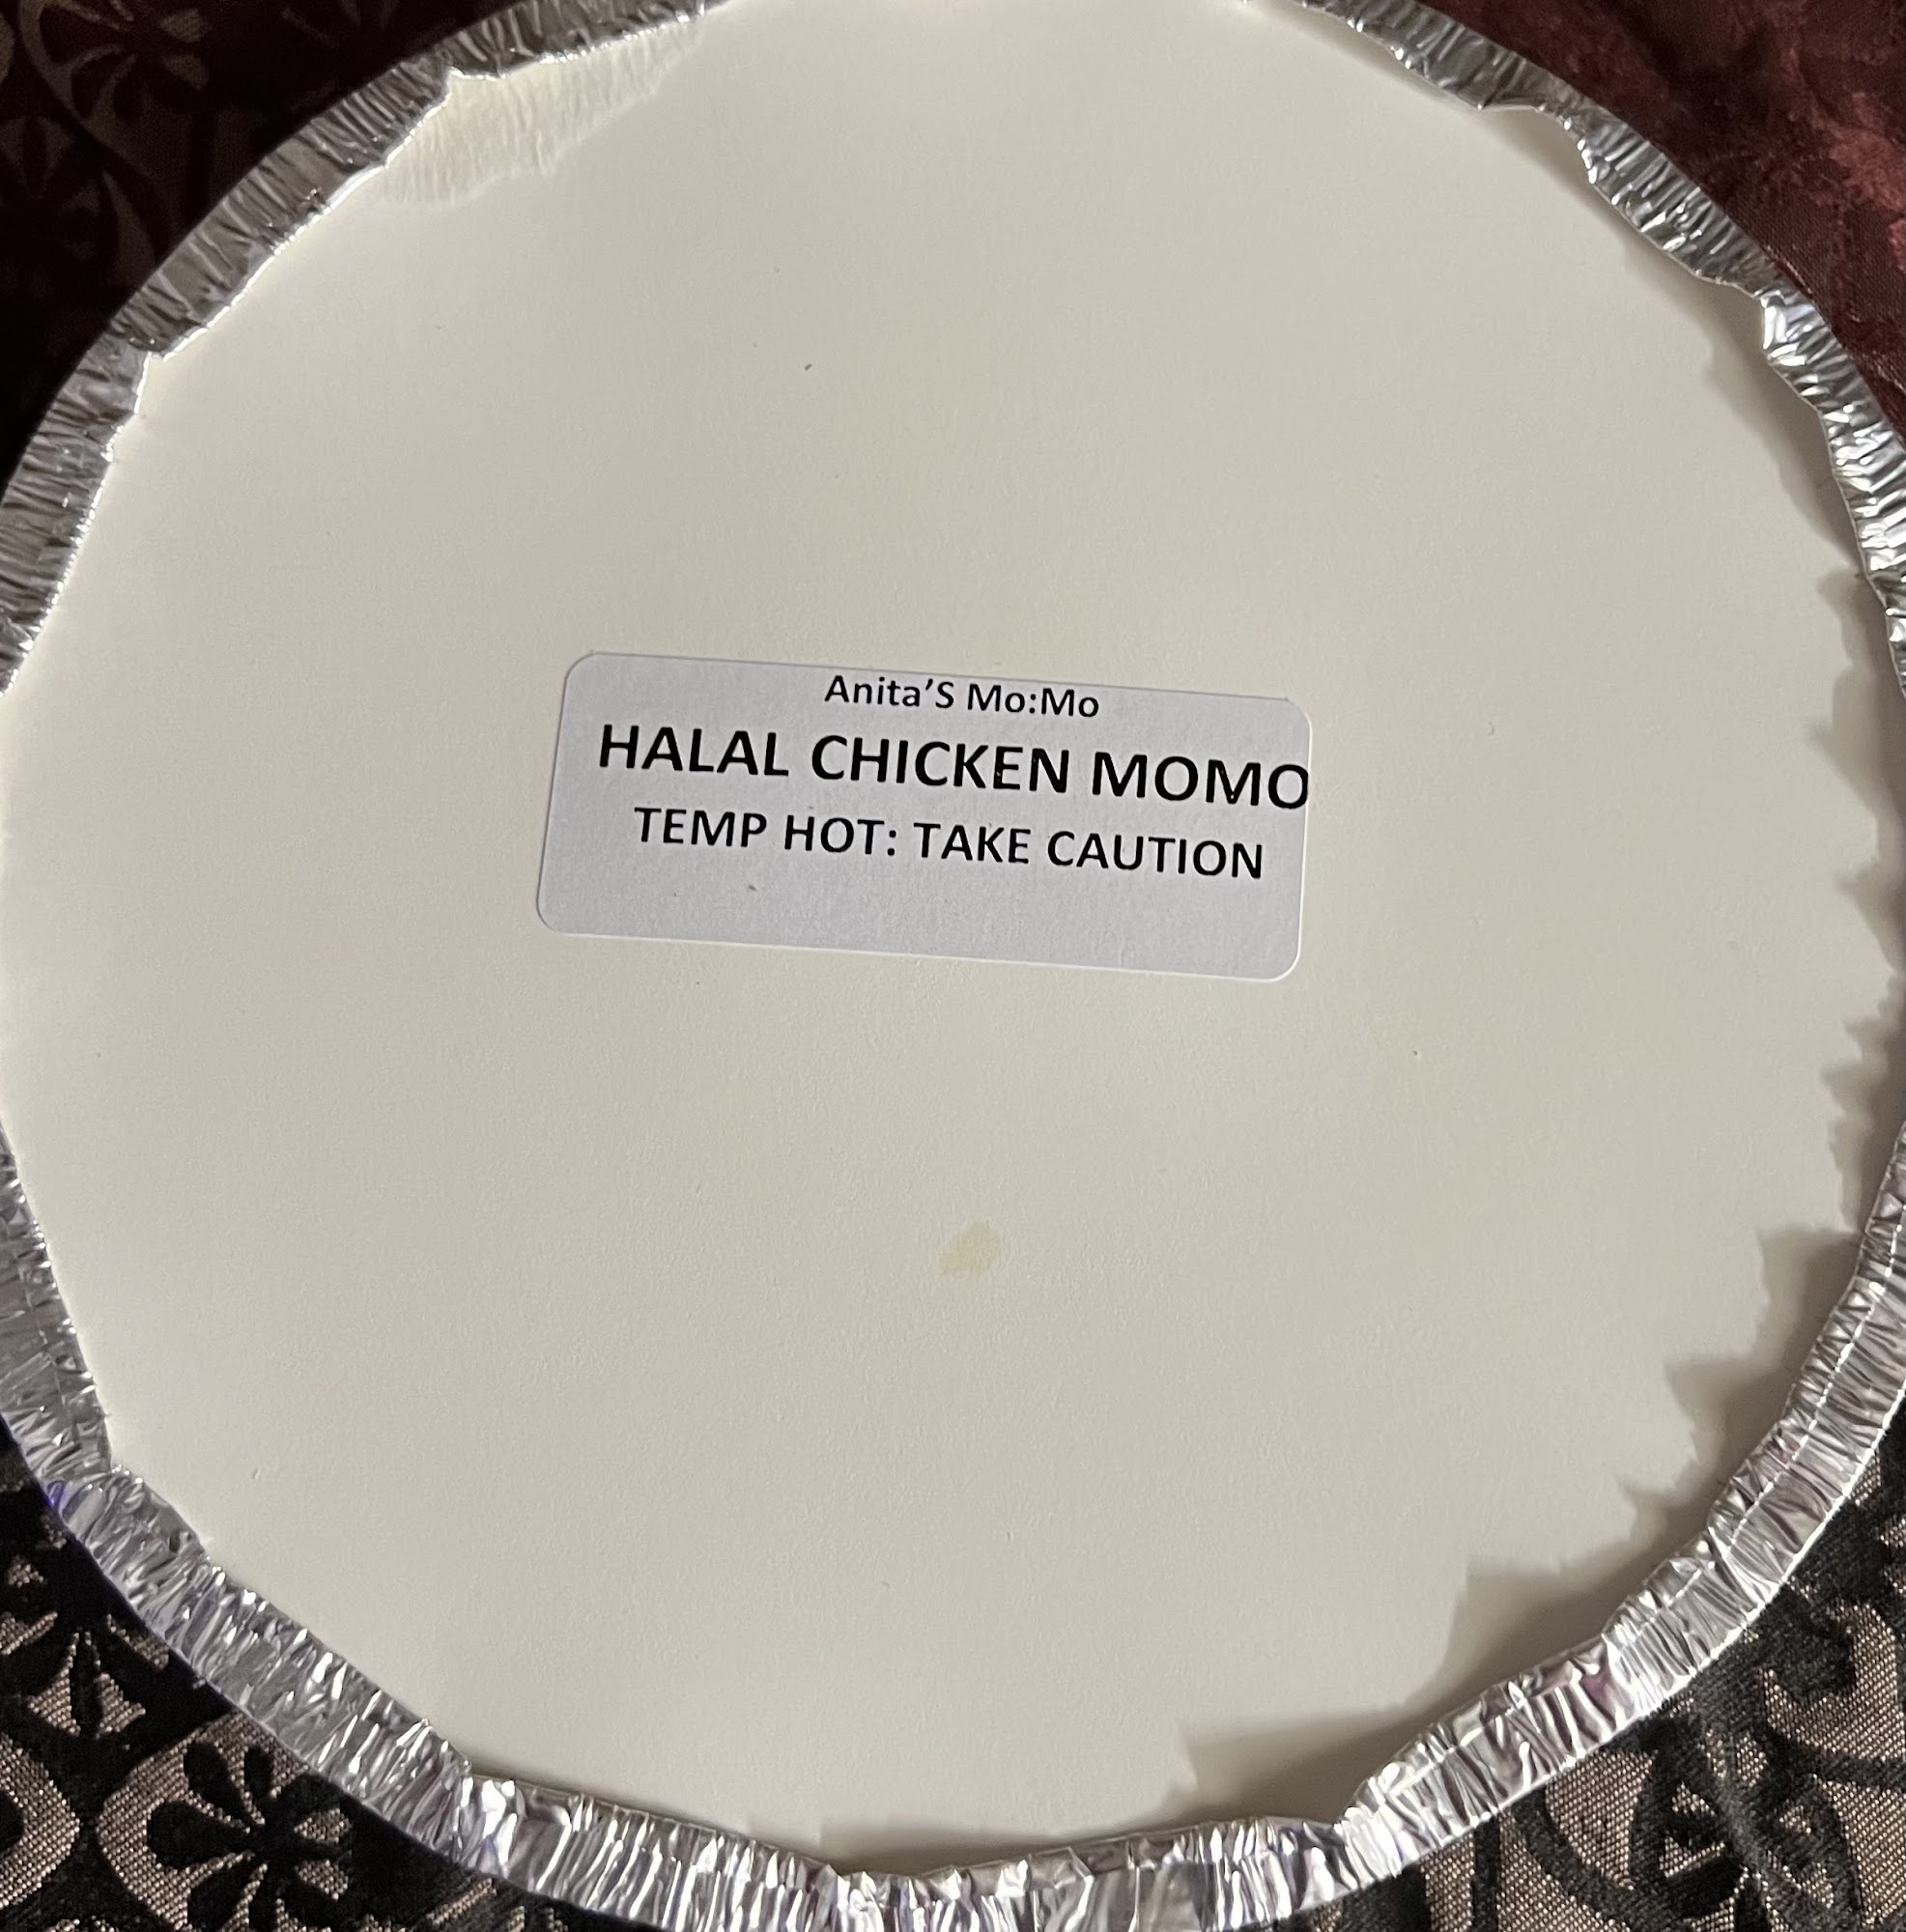 Anita'S Mo:Mo
HALAL CHICKEN MOMO
TEMP HOT: TAKE CAUTION